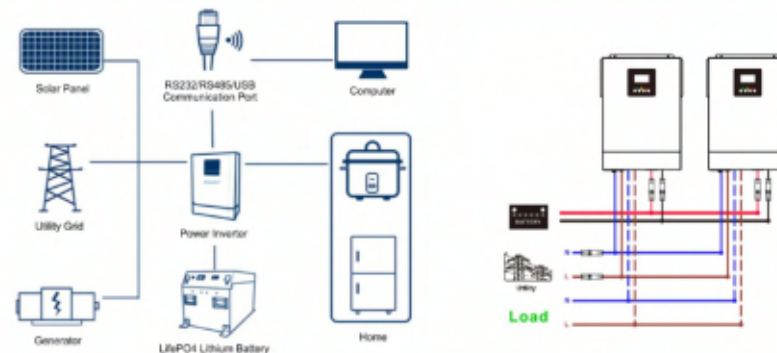 Solar Panel
RS232/RS485/USB
Communication Port
Computer
Utility Grid
Power Inverter
Generator
LifePO4 Lithium Battery
Home
BATTERY
N
L
Utility
N
Load
L